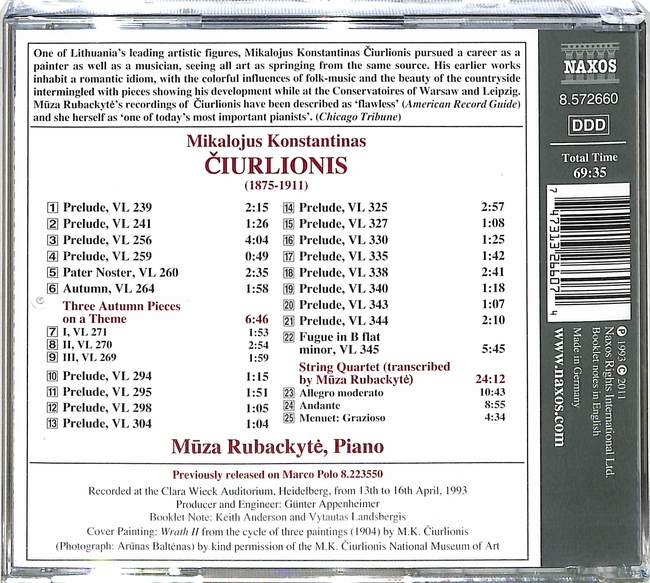 One of Lithuania's leading artistic figures, Mikalojus Konstantinas Čiurlionis pursued a career as a
painter as well as a musician, seeing all art as springing from the same source. His earlier works
inhabit a romantic idiom, with the colorful influences of folk-music and the beauty of the countryside
intermingled with pieces showing his development while at the Conservatoires of Warsaw and Leipzig.
Mūza Rubackytė's recordings of Čiurlionis have been described as 'flawless' (American Record Guide)
and she herself as 'one of today's most important pianists'. (Chicago Tribune)
Mikalojus Konstantinas
ČIURLIONIS
(1875-1911)
1 Prelude, VL 239 2:15
2 Prelude, VL 241 1:26
3 Prelude, VL 256 4:04
4 Prelude, VL 259 0:49
5 Pater Noster, VL 260 2:35
6 Autumn, VL 264 1:58
Three Autumn Pieces
on a Theme 6:46
7 I, VL 271 1:53
8 II, VL 270 2:54
9 III, VL 269 1:59
10 Prelude, VL 294 1:15
11 Prelude, VL 295 1:51
12 Prelude, VL 298 1:05
13 Prelude, VL 304 1:04
14 Prelude, VL 325 2:57
15 Prelude, VL 327 1:08
16 Prelude, VL 330 1:25
17 Prelude, VL 335 1:42
18 Prelude, VL 338 2:41
19 Prelude, VL 340 1:18
20 Prelude, VL 343 1:07
21 Prelude, VL 344 2:10
22 Fugue in B flat
minor, VL 345 5:45
String Quartet (transcribed
by Mūza Rubackytė) 24:12
23 Allegro moderato 10:43
24 Andante 8:55
25 Menuet: Grazioso 4:34
Mūza Rubackytė, Piano
Previously released on Marco Polo 8.223550
Recorded at the Clara Wieck Auditorium, Heidelberg, from 13th to 16th April, 1993
Producer and Engineer: Günter Appenheimer
Booklet Note: Keith Anderson and Vytautas Landsbergis
Cover Painting: Wrath II from the cycle of three paintings (1904) by M.K. Čiurlionis
(Photograph: Arūnas Baltėnas) by kind permission of the M.K. Čiurlionis National Museum of Art
NAXOS
8.572660
DDD
Total Time
69:35
7 47313 26607 4
℗ 1993 © 2011
Naxos Rights International Ltd.
Booklet notes in English
Made in Germany
www.naxos.com